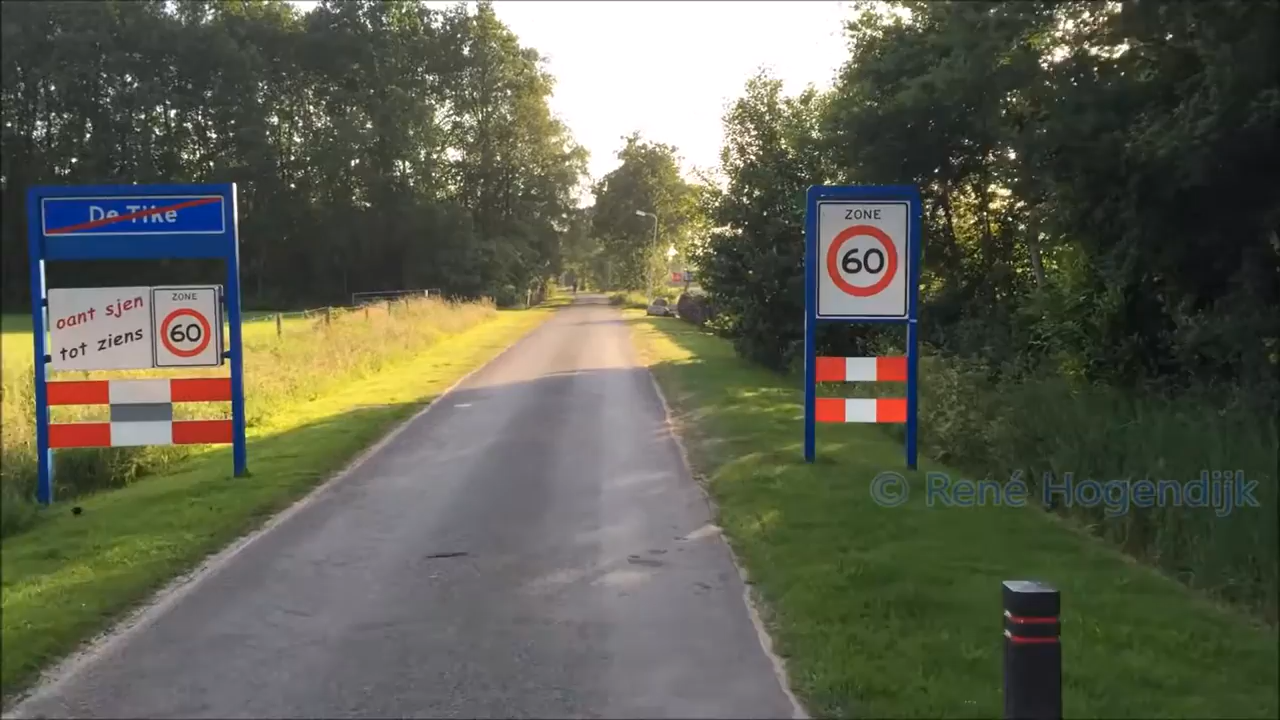 De Tike
oant sjen
tot ziens
ZONE
60
ZONE
60
© René Hogendijk